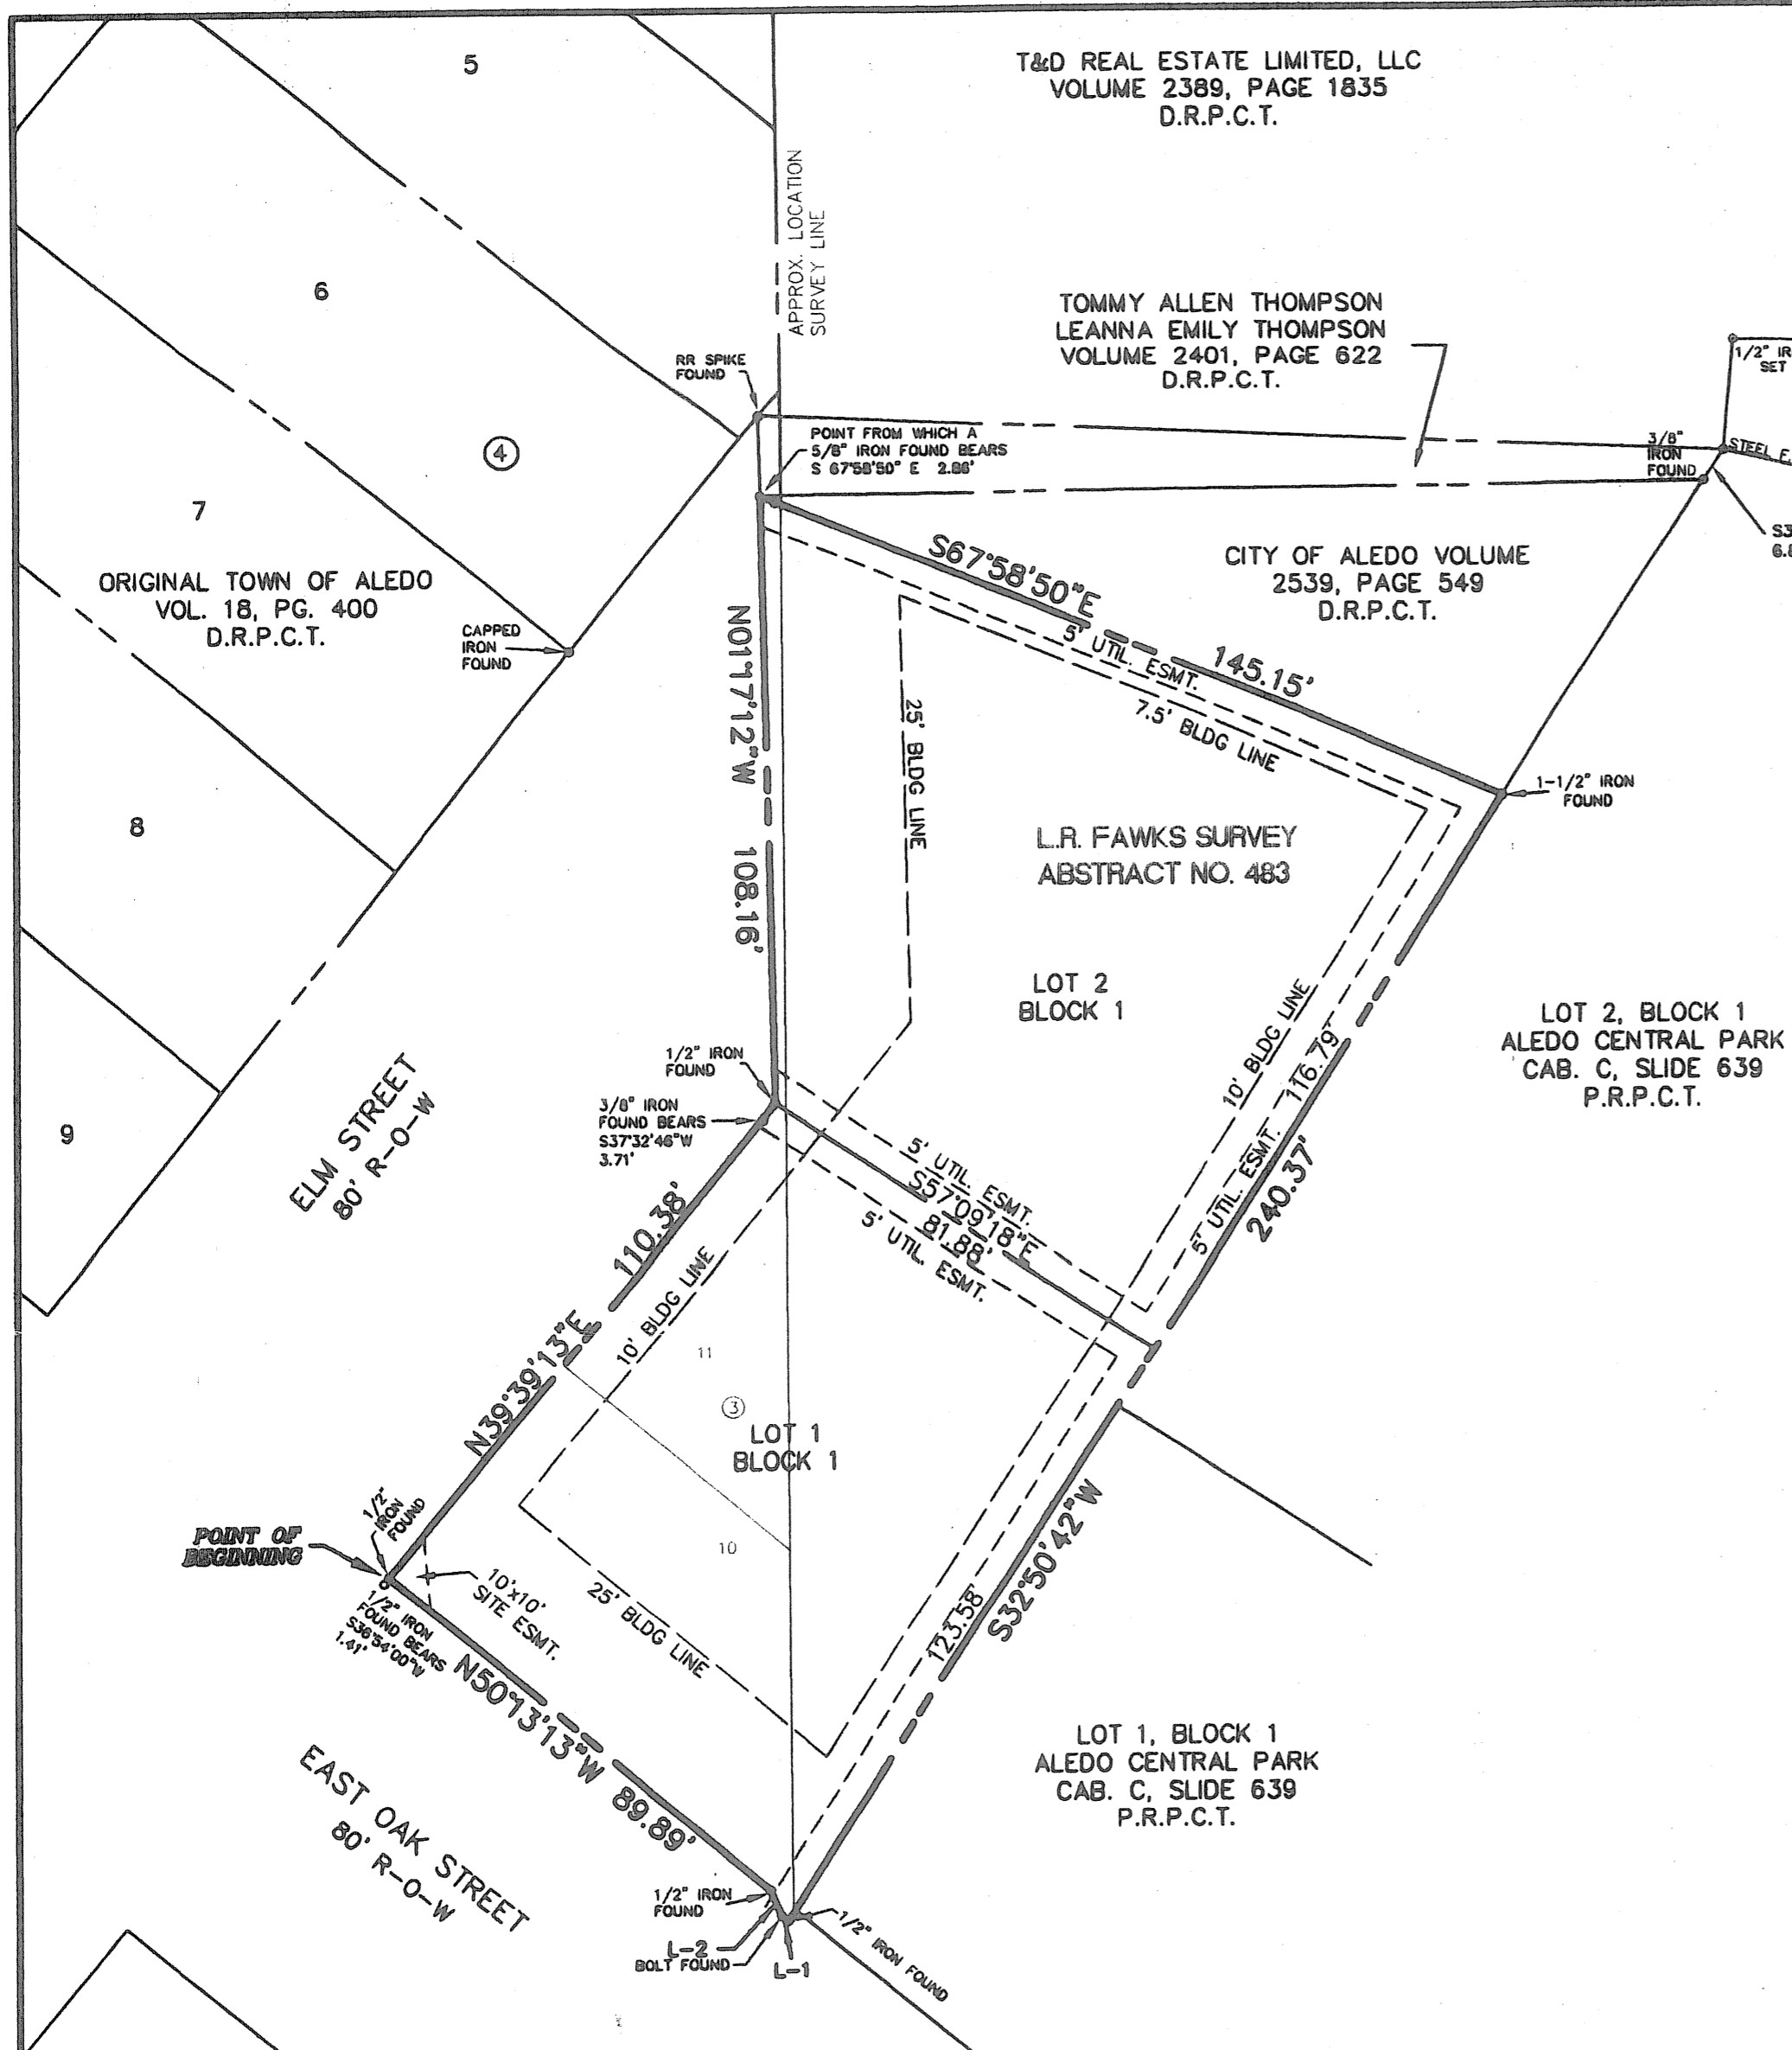 5
T&D REAL ESTATE LIMITED, LLC
VOLUME 2389, PAGE 1835
D.R.P.C.T.
APPROX. LOCATION
SURVEY LINE
6
TOMMY ALLEN THOMPSON
LEANNA EMILY THOMPSON
VOLUME 2401, PAGE 622
D.R.P.C.T.
1/2" IR
SET
RR SPIKE
FOUND
POINT FROM WHICH A
5/8" IRON FOUND BEARS
S 67°58'50" E 2.86'
3/8"
IRON
FOUND
STEEL F.
4
7
ORIGINAL TOWN OF ALEDO
VOL. 18, PG. 400
D.R.P.C.T.
CAPPED
IRON
FOUND
S67°58'50"E
145.15'
5' UTIL. ESMT.
7.5' BLDG LINE
CITY OF ALEDO VOLUME
2539, PAGE 549
D.R.P.C.T.
S3
6.8
N01°17'12"W
108.16'
25' BLDG LINE
1-1/2" IRON
FOUND
8
L.R. FAWKS SURVEY
ABSTRACT NO. 483
LOT 2
BLOCK 1
10' BLDG LINE
LOT 2, BLOCK 1
ALEDO CENTRAL PARK
CAB. C, SLIDE 639
P.R.P.C.T.
5' UTIL. ESMT.
116.79'
240.37'
1/2" IRON
FOUND
3/8" IRON
FOUND BEARS
S37°32'46"W
3.71'
9
ELM STREET
80' R-O-W
5' UTIL. ESMT.
S57°09'18"E
81.88'
5' UTIL. ESMT.
N39°39'13"E
110.38'
10' BLDG LINE
11
3
LOT 1
BLOCK 1
10
1/2"
IRON
FOUND
POINT OF
BEGINNING
10'x10'
SITE ESMT.
25' BLDG LINE
123.58'
S32°50'42"W
1/2" IRON
FOUND BEARS
S36°54'00"W
1.41'
N50°13'13"W
89.89'
LOT 1, BLOCK 1
ALEDO CENTRAL PARK
CAB. C, SLIDE 639
P.R.P.C.T.
EAST OAK STREET
80' R-O-W
1/2" IRON
FOUND
L-2
BOLT FOUND
L-1
1/2" IRON FOUND